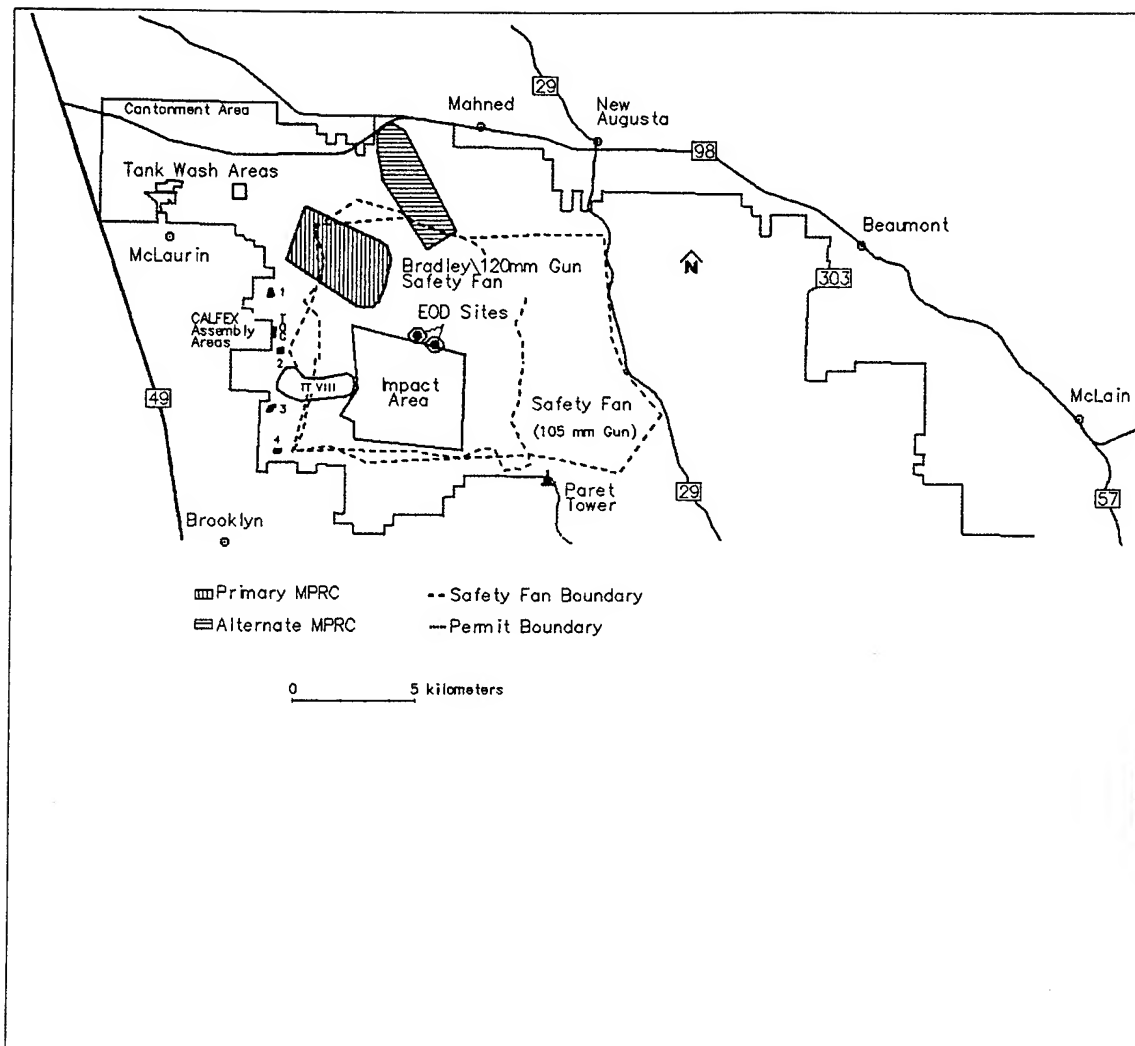 29
Mahned
New
Augusta
Cantonment Area
98
Tank Wash Areas
Beaumont
McLaurin
N
Bradley\120mm Gun
Safety Fan
303
1
EOD Sites
CALFEX
Assembly
Areas
TOC
2
TT VIII
Impact
Area
49
3
Safety Fan
(105 mm Gun)
McLain
4
Paret
Tower
29
57
Brooklyn
Primary MPRC
Safety Fan Boundary
Alternate MPRC
Permit Boundary
0 5 kilometers